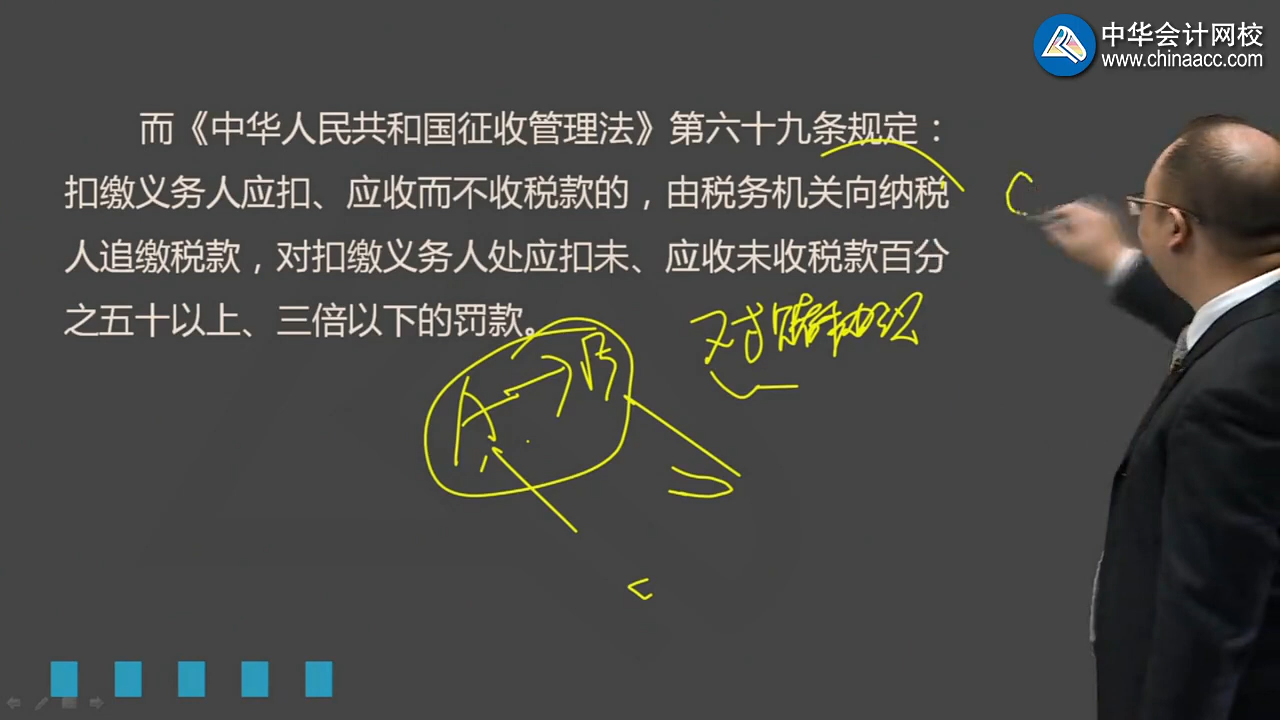 中华会计网校
www.chinaacc.com
而《中华人民共和国征收管理法》第六十九条规定：
扣缴义务人应扣、应收而不收税款的，由税务机关向纳税
人追缴税款，对扣缴义务人处应扣未、应收未收税款百分
之五十以上、三倍以下的罚款。
A B